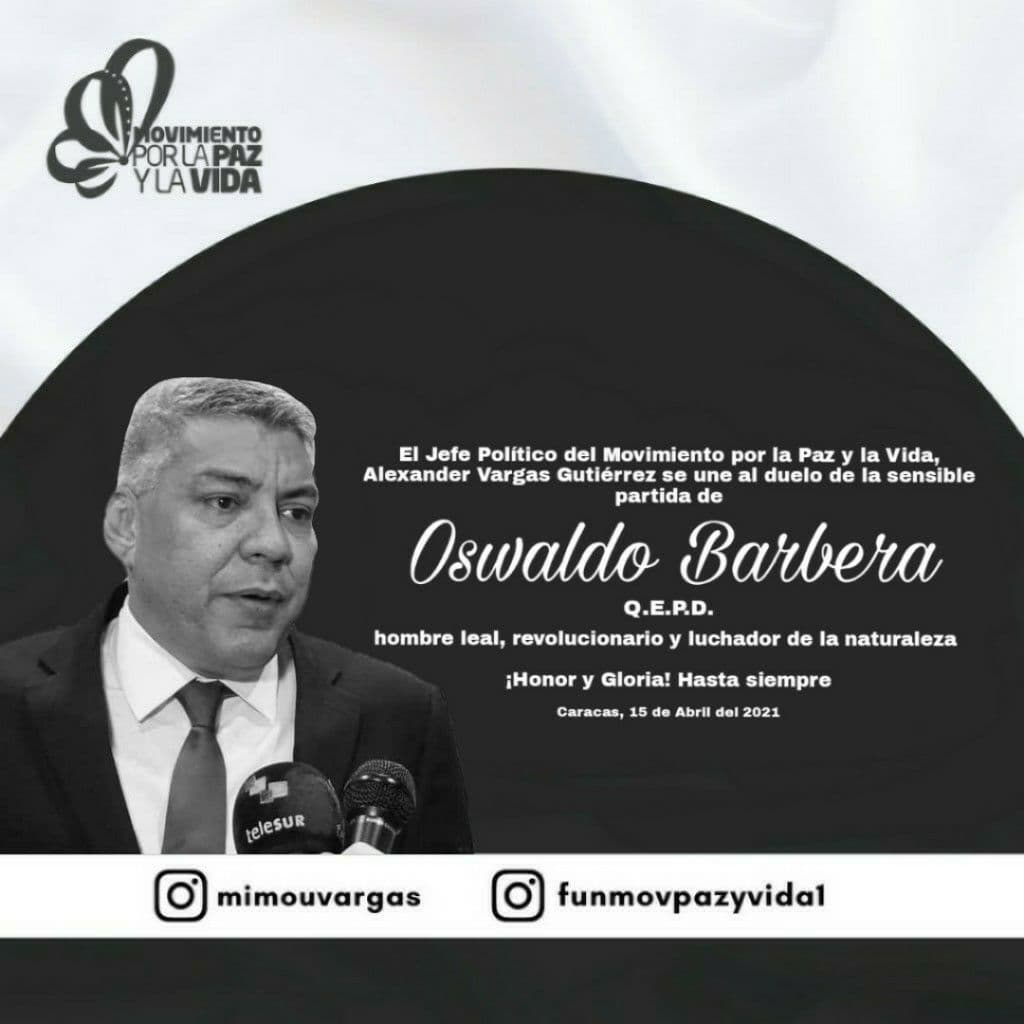 MOVIMIENTO
POR LA PAZ
Y LA VIDA
El Jefe Político del Movimiento por la Paz y la Vida,
Alexander Vargas Gutiérrez se une al duelo de la sensible
partida de
Oswaldo Barbera
Q.E.P.D.
hombre leal, revolucionario y luchador de la naturaleza
¡Honor y Gloria! Hasta siempre
Caracas, 15 de Abril del 2021
teleSUR
mimouvargas
funmovpazyvida1